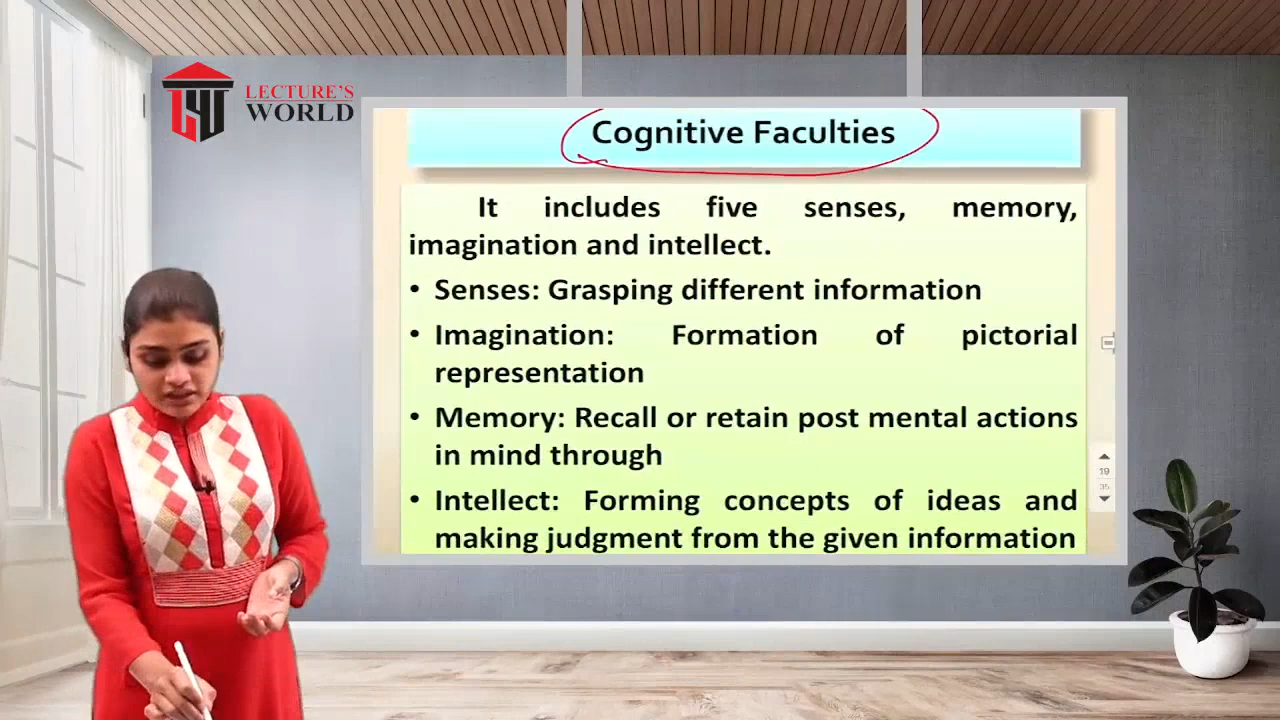 LECTURE'S
WORLD
Cognitive Faculties
It includes five senses, memory,
imagination and intellect.
• Senses: Grasping different information
• Imagination: Formation of pictorial
representation
• Memory: Recall or retain post mental actions
in mind through
• Intellect: Forming concepts of ideas and
making judgment from the given information
19
35